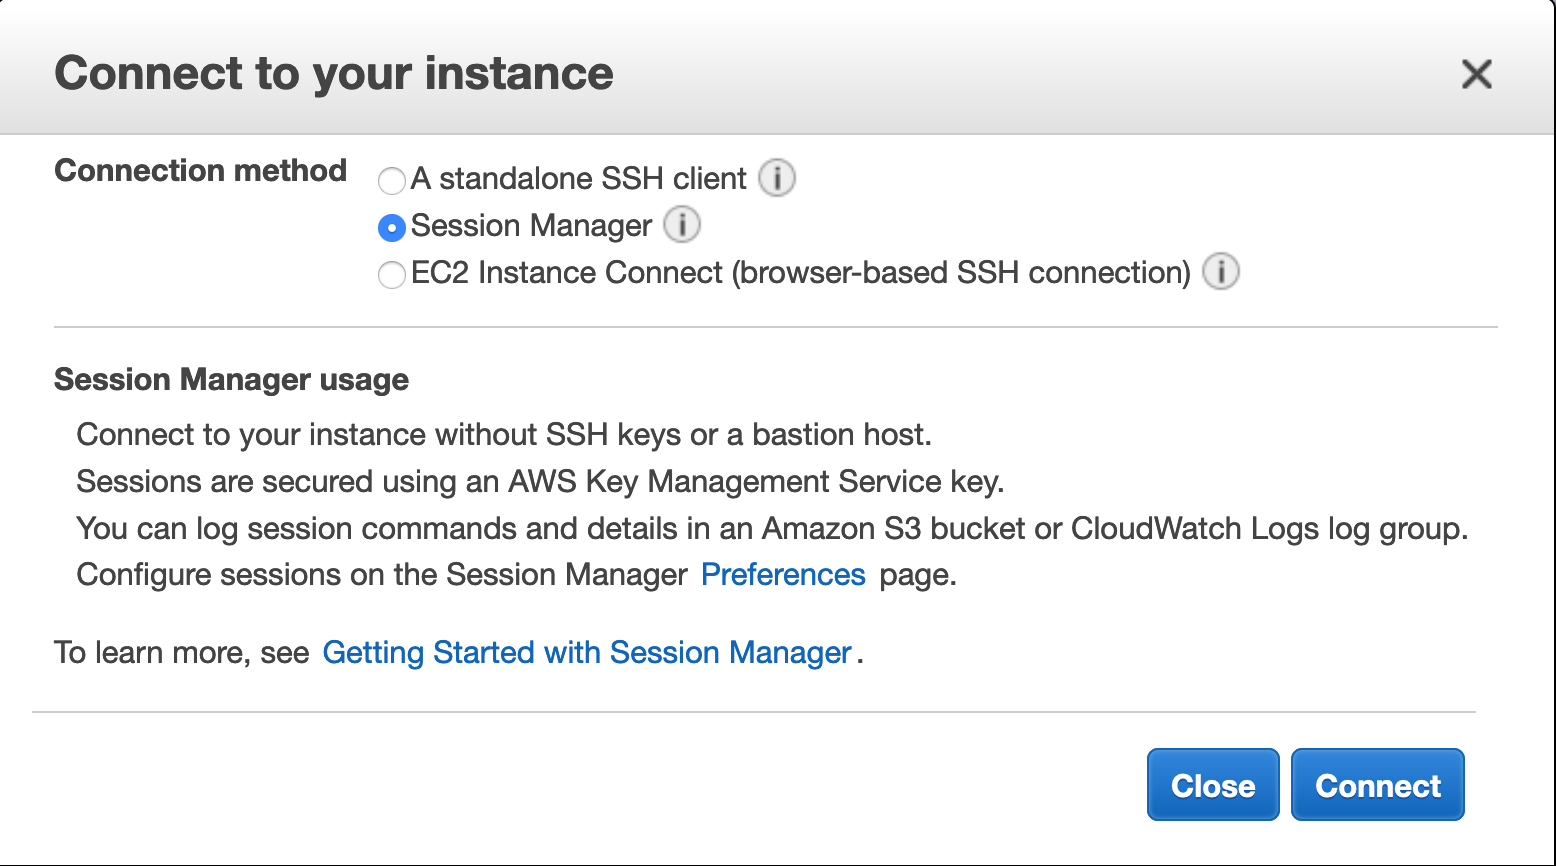 Connect to your instance
Connection method
A standalone SSH client
Session Manager
EC2 Instance Connect (browser-based SSH connection)
Session Manager usage
Connect to your instance without SSH keys or a bastion host.
Sessions are secured using an AWS Key Management Service key.
You can log session commands and details in an Amazon S3 bucket or CloudWatch Logs log group.
Configure sessions on the Session Manager Preferences page.
To learn more, see Getting Started with Session Manager.
Close Connect